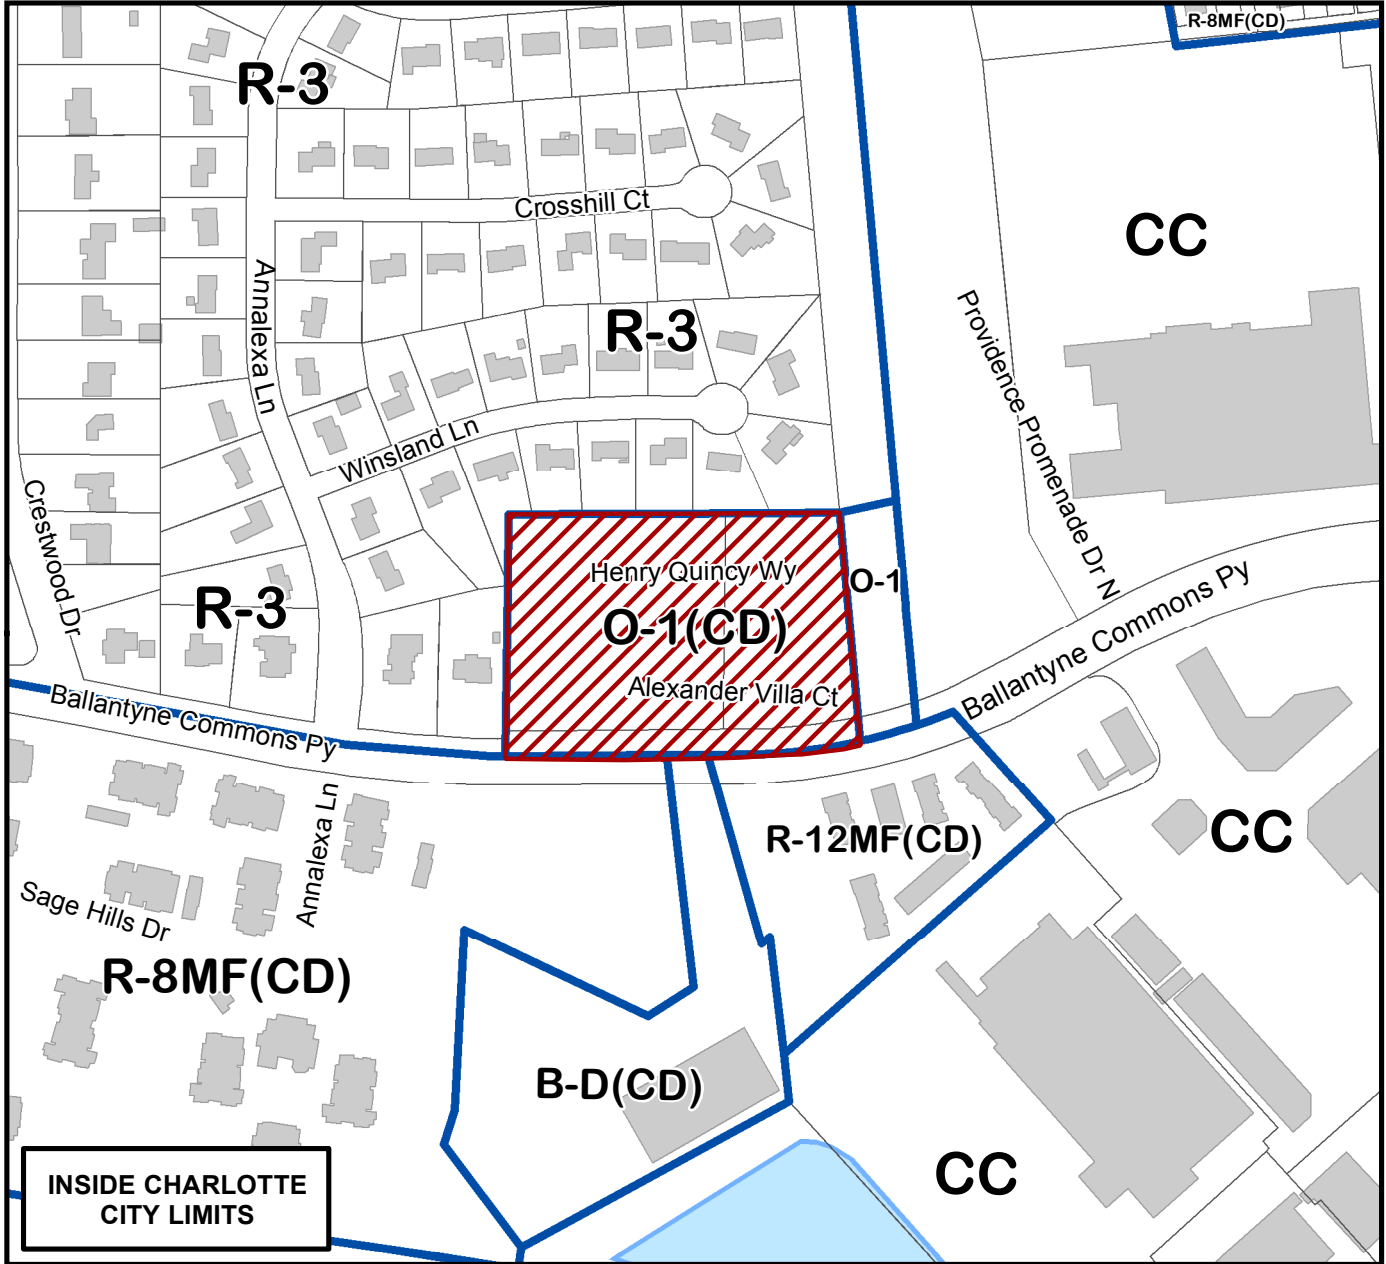 R-8MF(CD)
R-3
Crosshill Ct
CC
Annalexa Ln
R-3
Providence Promenade Dr N
Winsland Ln
Crestwood Dr
Henry Quincy Wy
O-1
R-3
O-1(CD)
Alexander Villa Ct
Ballantyne Commons Py
Ballantyne Commons Py
Annalexa Ln
R-12MF(CD)
CC
Sage Hills Dr
R-8MF(CD)
B-D(CD)
CC
INSIDE CHARLOTTE
CITY LIMITS